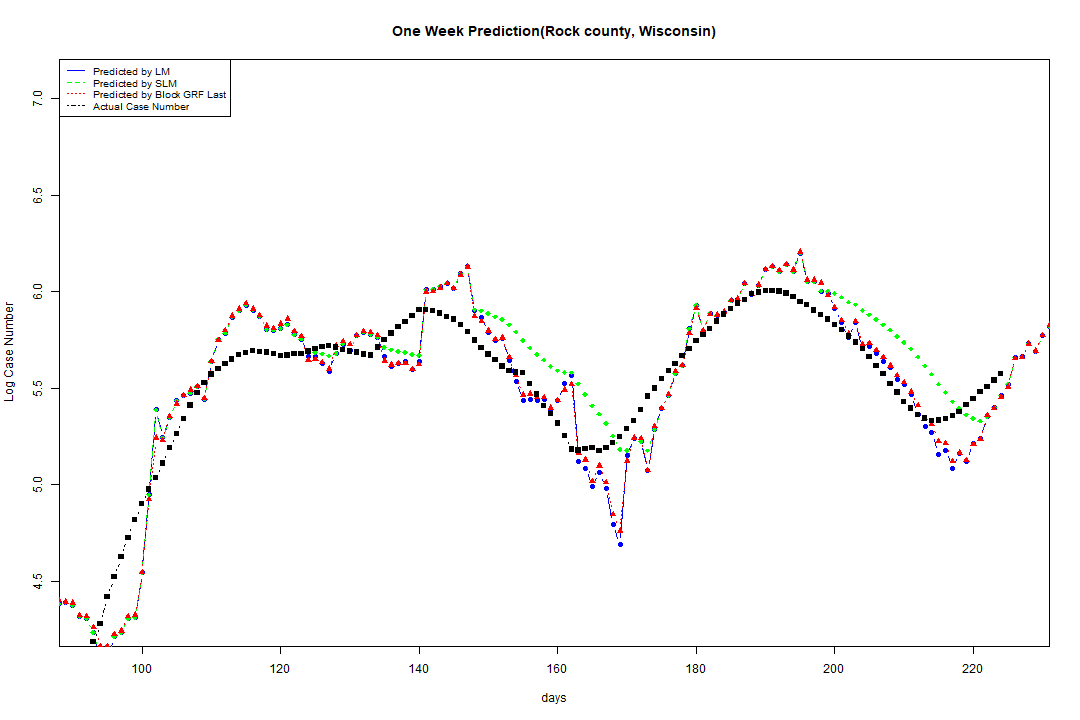 One Week Prediction(Rock county, Wisconsin)
Predicted by LM
Predicted by SLM
Predicted by Block GRF Last
Actual Case Number
Log Case Number
7.0
6.5
6.0
5.5
5.0
4.5
100 120 140 160 180 200 220
days